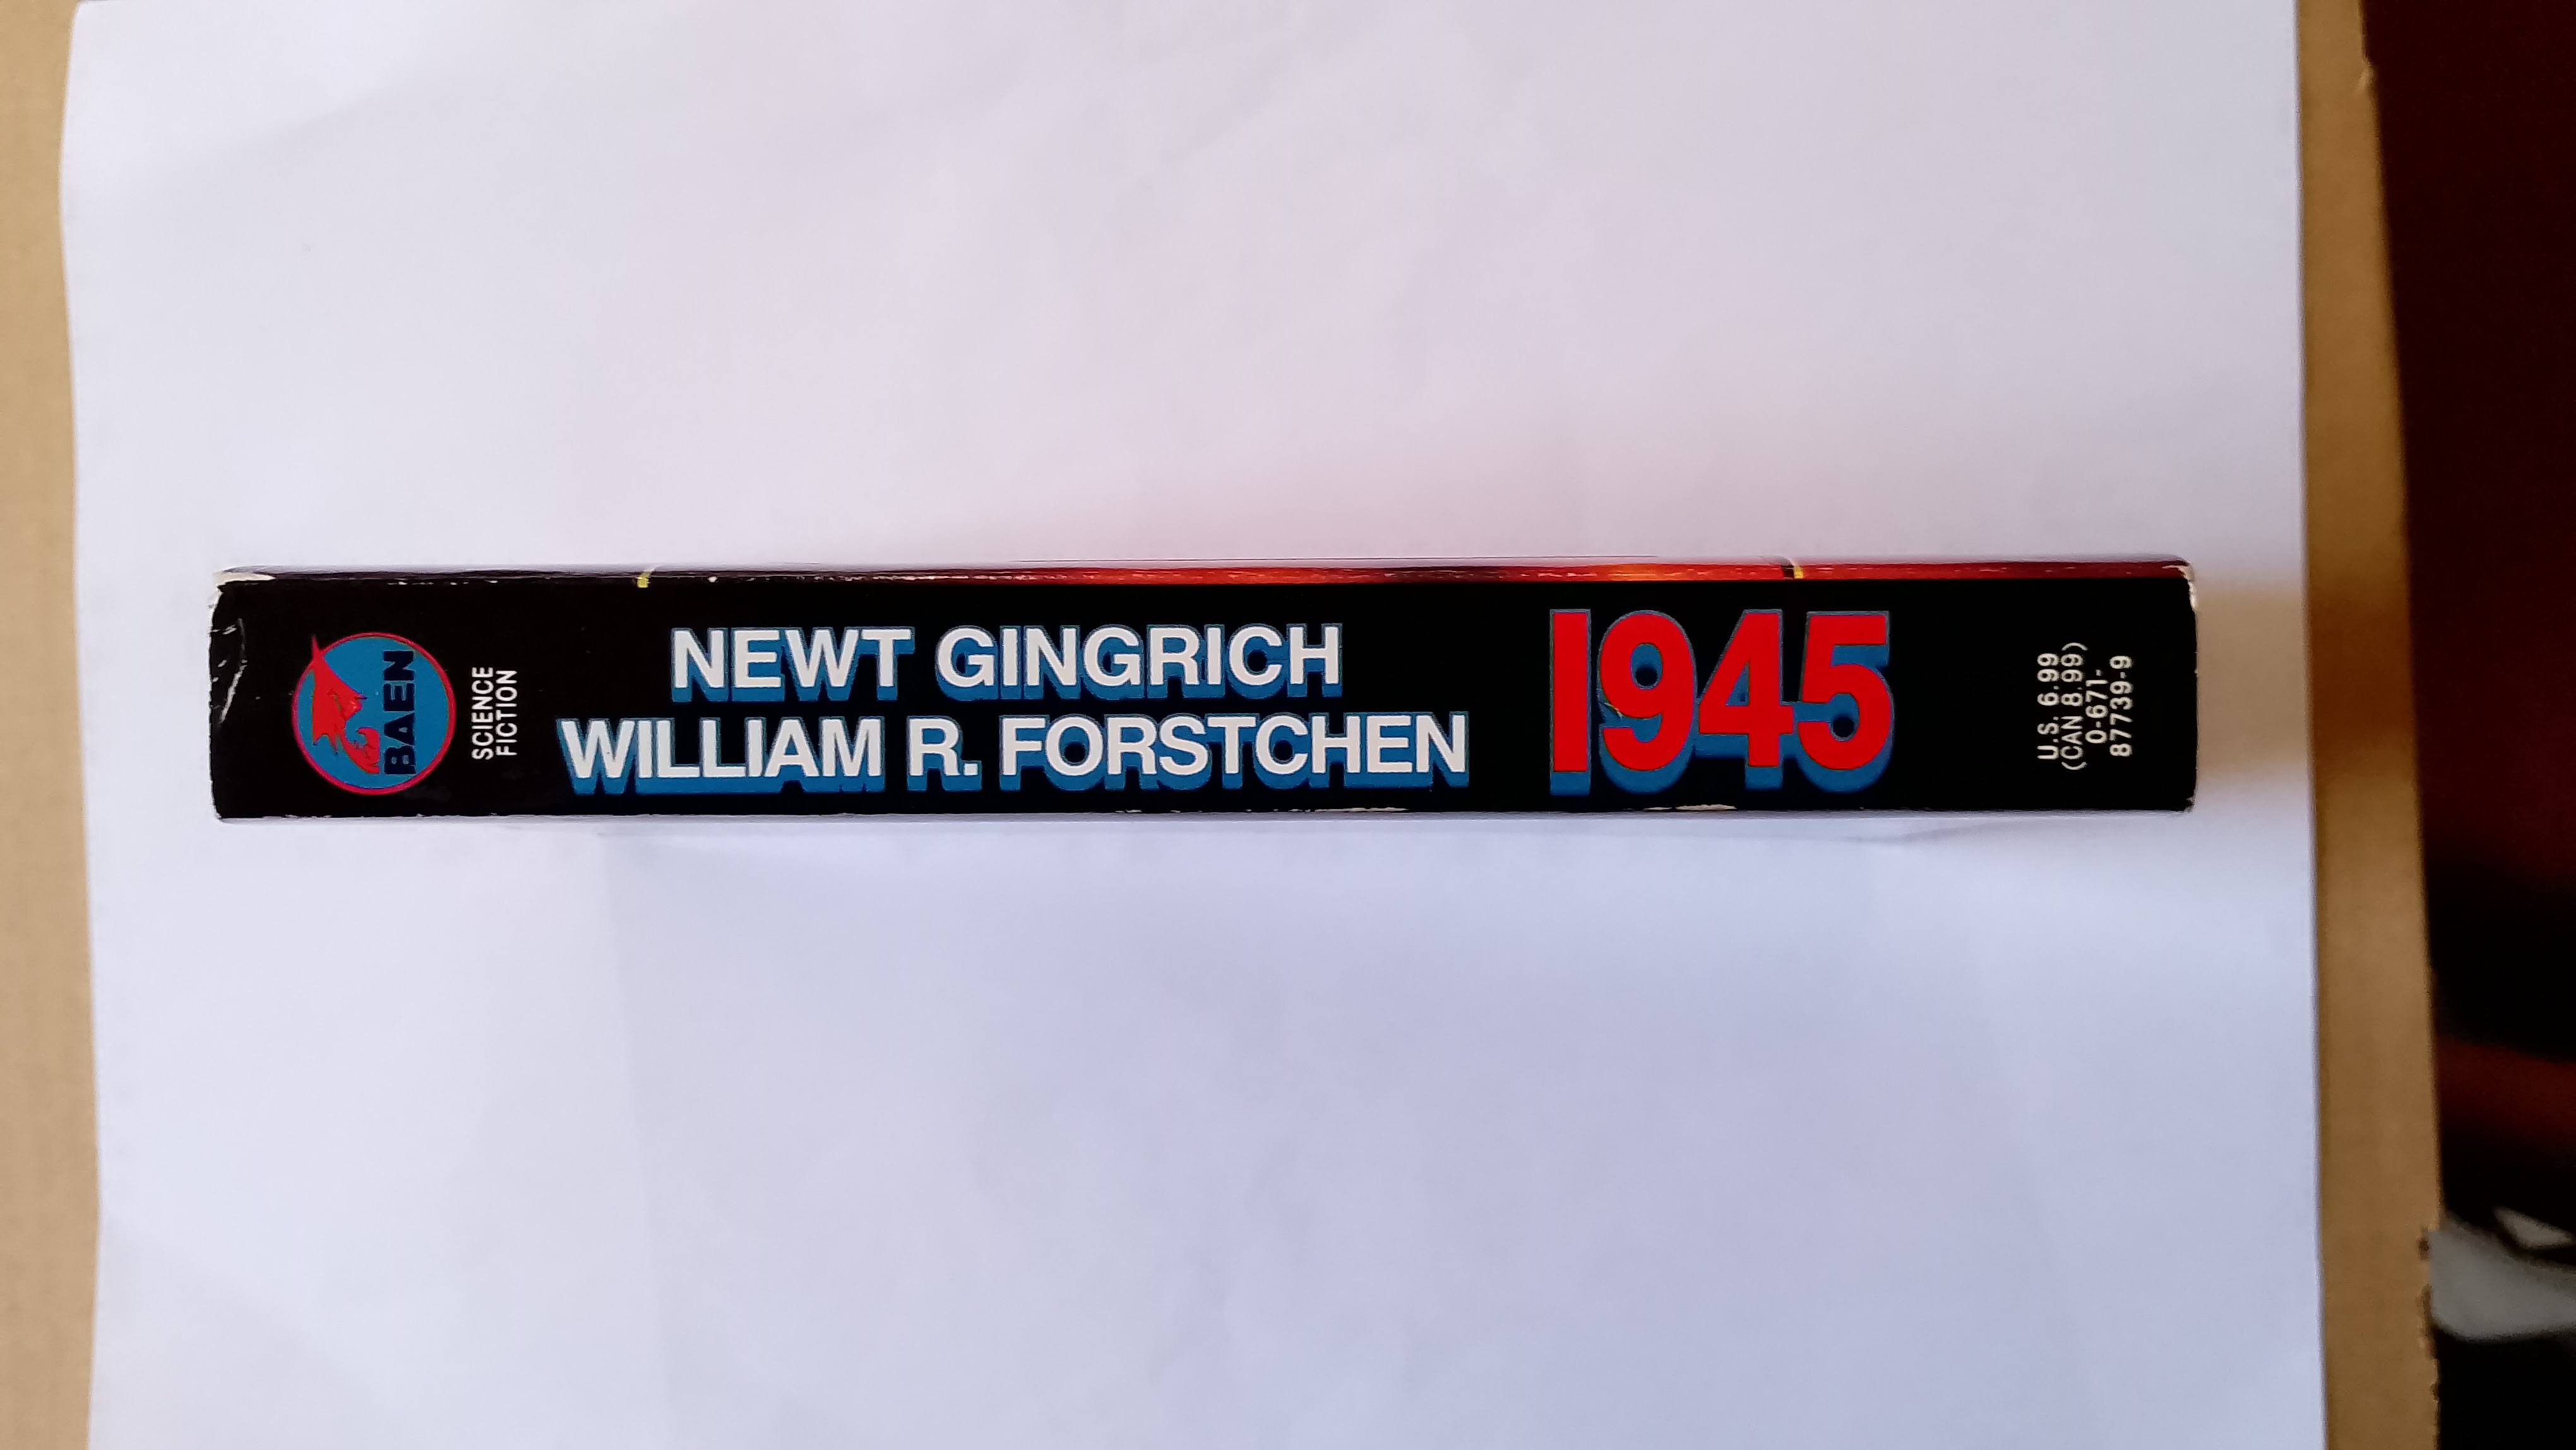 BAEN
SCIENCE
FICTION
NEWT GINGRICH
WILLIAM R. FORSTCHEN
1945
U.S. 6.99
(CAN 8.99)
0-671-
87739-9